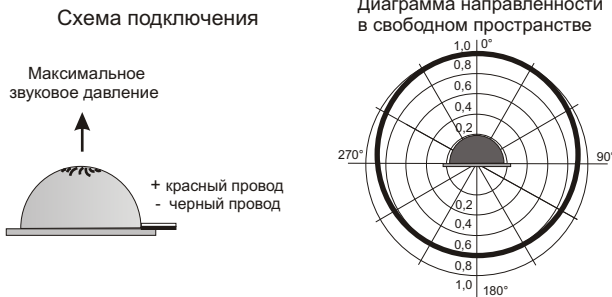 Схема подключения
Максимальное
звуковое давление
+ красный провод
- черный провод
Диаграмма направленности
в свободном пространстве
1,0 0°
0,8
0,6
0,4
0,2
270°
90°
0,2
0,4
0,6
0,8
1,0 180°